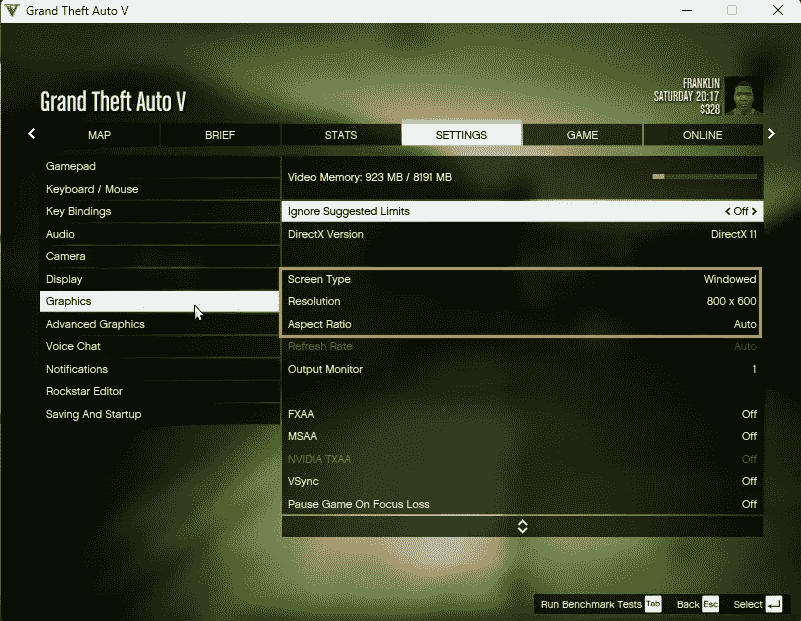 Grand Theft Auto V
Grand Theft Auto V
FRANKLIN
SATURDAY 20:17
$328
MAP BRIEF STATS SETTINGS GAME ONLINE
Gamepad
Keyboard / Mouse
Key Bindings
Audio
Camera
Display
Graphics
Advanced Graphics
Voice Chat
Notifications
Rockstar Editor
Saving And Startup
Video Memory: 923 MB / 8191 MB
Ignore Suggested Limits Off
DirectX Version DirectX 11
Screen Type Windowed
Resolution 800 x 600
Aspect Ratio Auto
Refresh Rate Auto
Output Monitor 1
FXAA Off
MSAA Off
NVIDIA TXAA Off
VSync Off
Pause Game On Focus Loss Off
Run Benchmark Tests Tab Back Esc Select